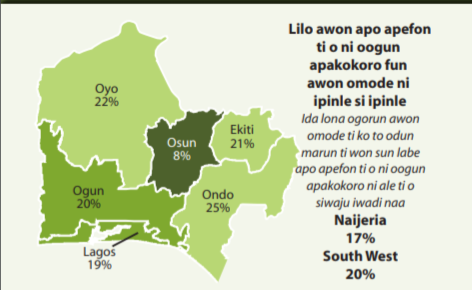 Oyo
22%
Osun
8%
Ekiti
21%
Ogun
20%
Ondo
25%
Lagos
19%
Lilo awon apo apefon
ti o ni oogun
apakokoro fun
awon omode ni
ipinle si ipinle
Ida lona ogorun awon
omode ti ko to odun
marun ti won sun labe
apo apefon ti o ni oogun
apakokoro ni ale ti o
siwaju iwadi naa
Naijeria
17%
South West
20%